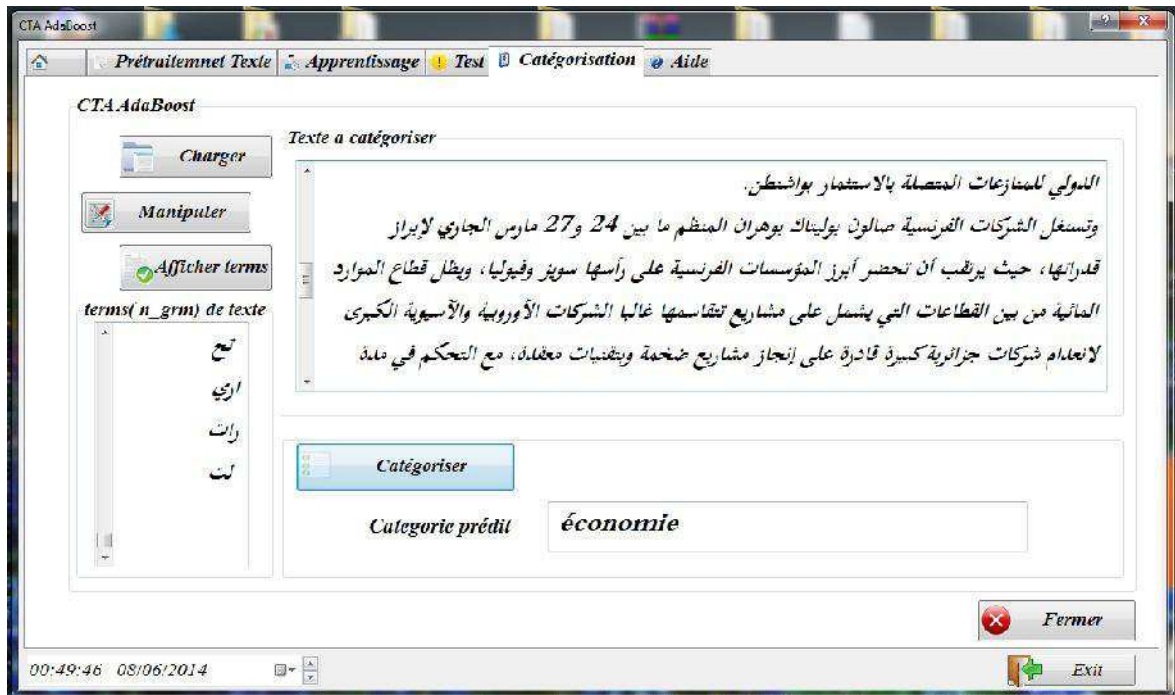 CTA AdaBoost
Prétraitemnet Texte Apprentissage Test Catégorisation Aide
CTA AdaBoost
Charger
Manipuler
Afficher terms
terms( n_grm) de texte
تح
اري
رات
لت
Texte a catégoriser
الدولي للمنازعات المتصلة بالاستثمار بواشنطن.
وتستغل الشركات الفرنسية صالون بوليتاك بوهران المنظم ما بين 24 و27 مارس الجاري لإبراز
قدراتها، حيث يرتقب أن تحضر أبرز المؤسسات الفرنسية على رأسها سويز وفيوليا، ويظل قطاع الموارد
المائية من بين القطاعات التي يشمل على مشاريع تتقاسمها غالبا الشركات الأوروبية والآسيوية الكبرى
لانعدام شركات جزائرية كبيرة قادرة على إنجاز مشاريع ضخمة وبتقنيات معقدة، مع التحكم في مدة
Catégoriser
Categorie prédit économie
Fermer
00:49:46 08/06/2014
Exit